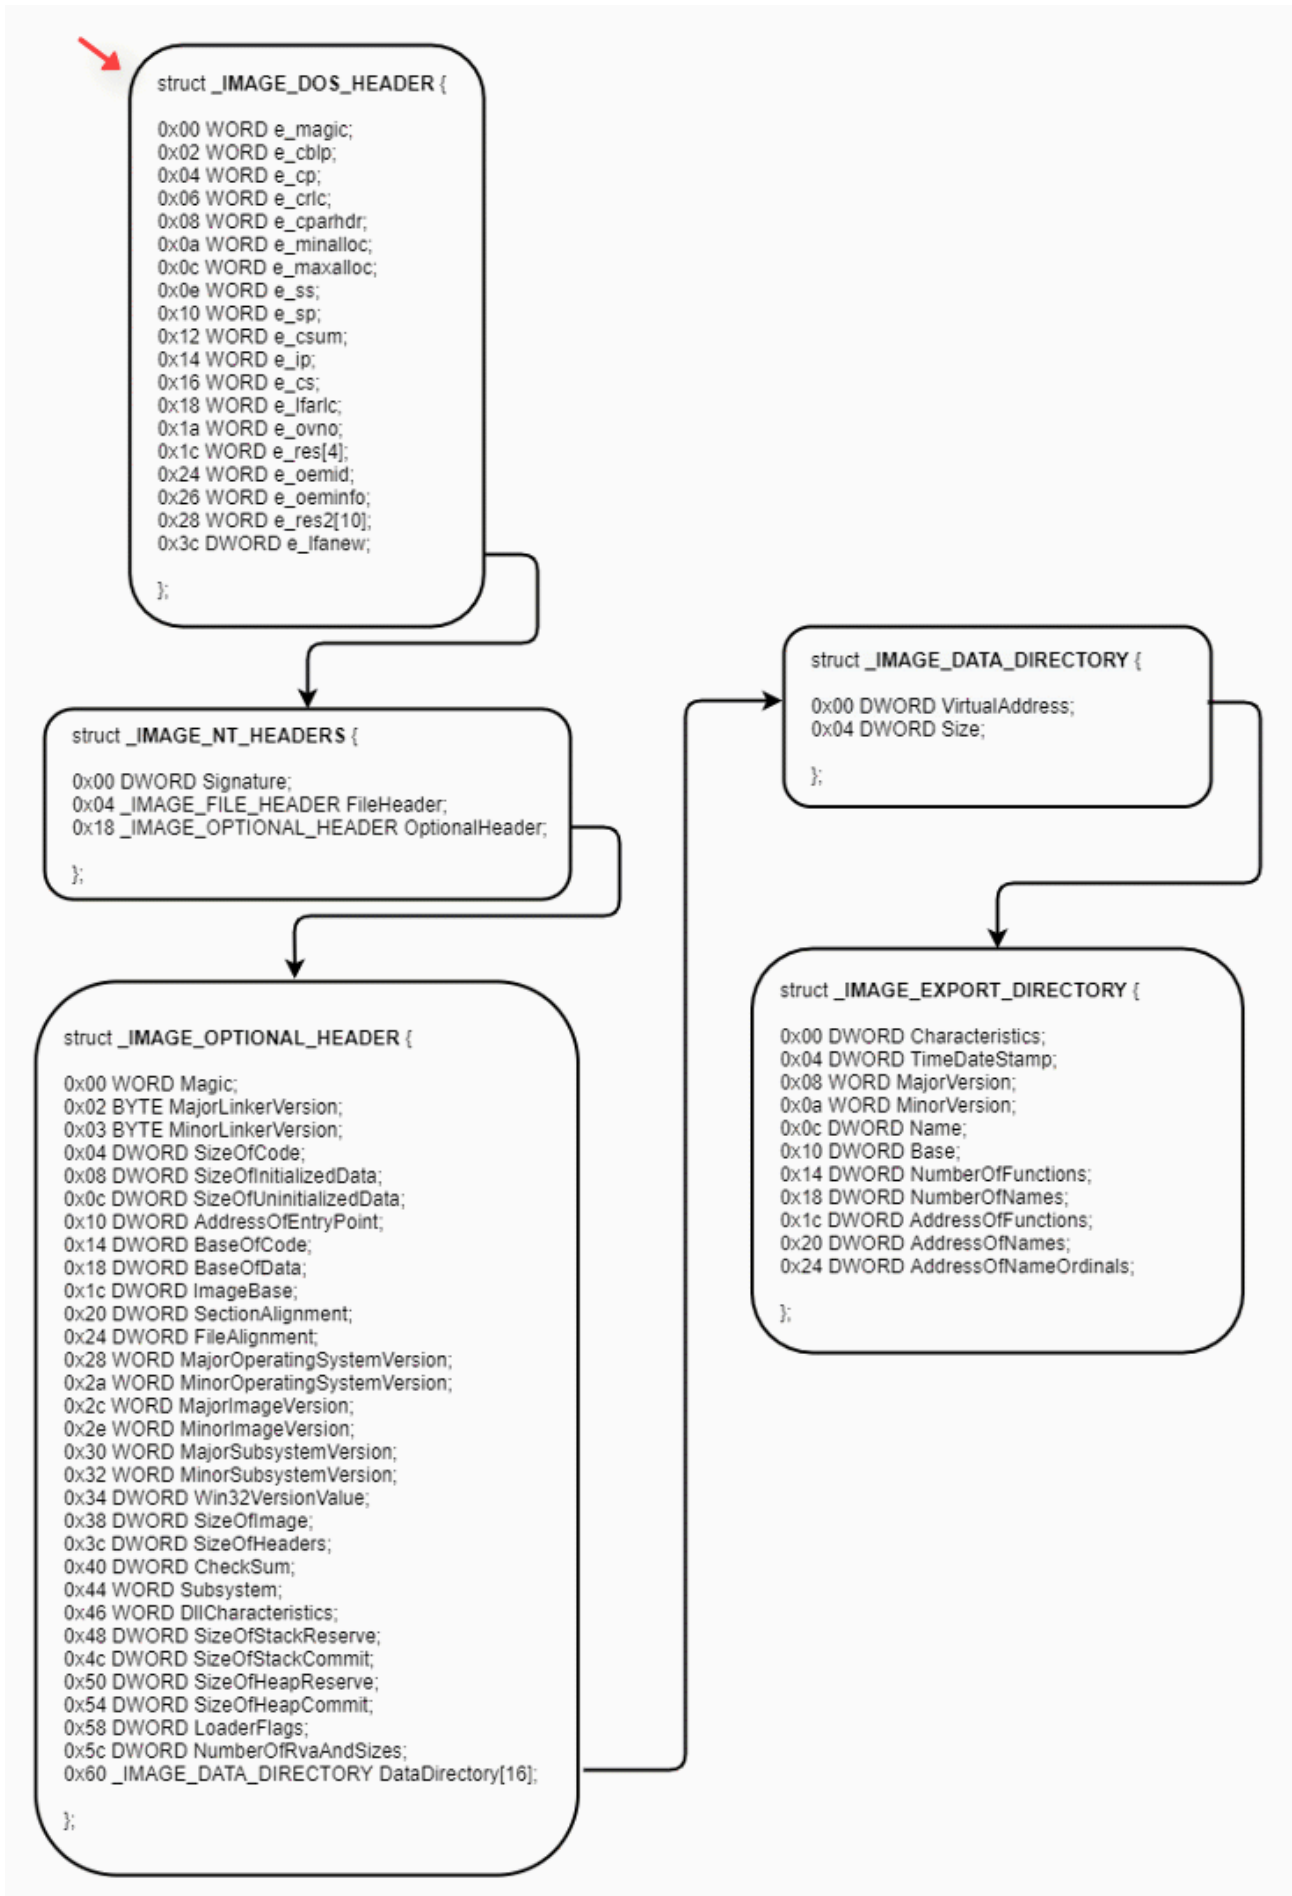 struct _IMAGE_DOS_HEADER {
0x00 WORD e_magic;
0x02 WORD e_cblp;
0x04 WORD e_cp;
0x06 WORD e_crlc;
0x08 WORD e_cparhdr;
0x0a WORD e_minalloc;
0x0c WORD e_maxalloc;
0x0e WORD e_ss;
0x10 WORD e_sp;
0x12 WORD e_csum;
0x14 WORD e_ip;
0x16 WORD e_cs;
0x18 WORD e_lfarlc;
0x1a WORD e_ovno;
0x1c WORD e_res[4];
0x24 WORD e_oemid;
0x26 WORD e_oeminfo;
0x28 WORD e_res2[10];
0x3c DWORD e_lfanew;
};
struct _IMAGE_NT_HEADERS {
0x00 DWORD Signature;
0x04 _IMAGE_FILE_HEADER FileHeader;
0x18 _IMAGE_OPTIONAL_HEADER OptionalHeader;
};
struct _IMAGE_OPTIONAL_HEADER {
0x00 WORD Magic;
0x02 BYTE MajorLinkerVersion;
0x03 BYTE MinorLinkerVersion;
0x04 DWORD SizeOfCode;
0x08 DWORD SizeOfInitializedData;
0x0c DWORD SizeOfUninitializedData;
0x10 DWORD AddressOfEntryPoint;
0x14 DWORD BaseOfCode;
0x18 DWORD BaseOfData;
0x1c DWORD ImageBase;
0x20 DWORD SectionAlignment;
0x24 DWORD FileAlignment;
0x28 WORD MajorOperatingSystemVersion;
0x2a WORD MinorOperatingSystemVersion;
0x2c WORD MajorImageVersion;
0x2e WORD MinorImageVersion;
0x30 WORD MajorSubsystemVersion;
0x32 WORD MinorSubsystemVersion;
0x34 DWORD Win32VersionValue;
0x38 DWORD SizeOfImage;
0x3c DWORD SizeOfHeaders;
0x40 DWORD CheckSum;
0x44 WORD Subsystem;
0x46 WORD DllCharacteristics;
0x48 DWORD SizeOfStackReserve;
0x4c DWORD SizeOfStackCommit;
0x50 DWORD SizeOfHeapReserve;
0x54 DWORD SizeOfHeapCommit;
0x58 DWORD LoaderFlags;
0x5c DWORD NumberOfRvaAndSizes;
0x60 _IMAGE_DATA_DIRECTORY DataDirectory[16];
};
struct _IMAGE_DATA_DIRECTORY {
0x00 DWORD VirtualAddress;
0x04 DWORD Size;
};
struct _IMAGE_EXPORT_DIRECTORY {
0x00 DWORD Characteristics;
0x04 DWORD TimeDateStamp;
0x08 WORD MajorVersion;
0x0a WORD MinorVersion;
0x0c DWORD Name;
0x10 DWORD Base;
0x14 DWORD NumberOfFunctions;
0x18 DWORD NumberOfNames;
0x1c DWORD AddressOfFunctions;
0x20 DWORD AddressOfNames;
0x24 DWORD AddressOfNameOrdinals;
};